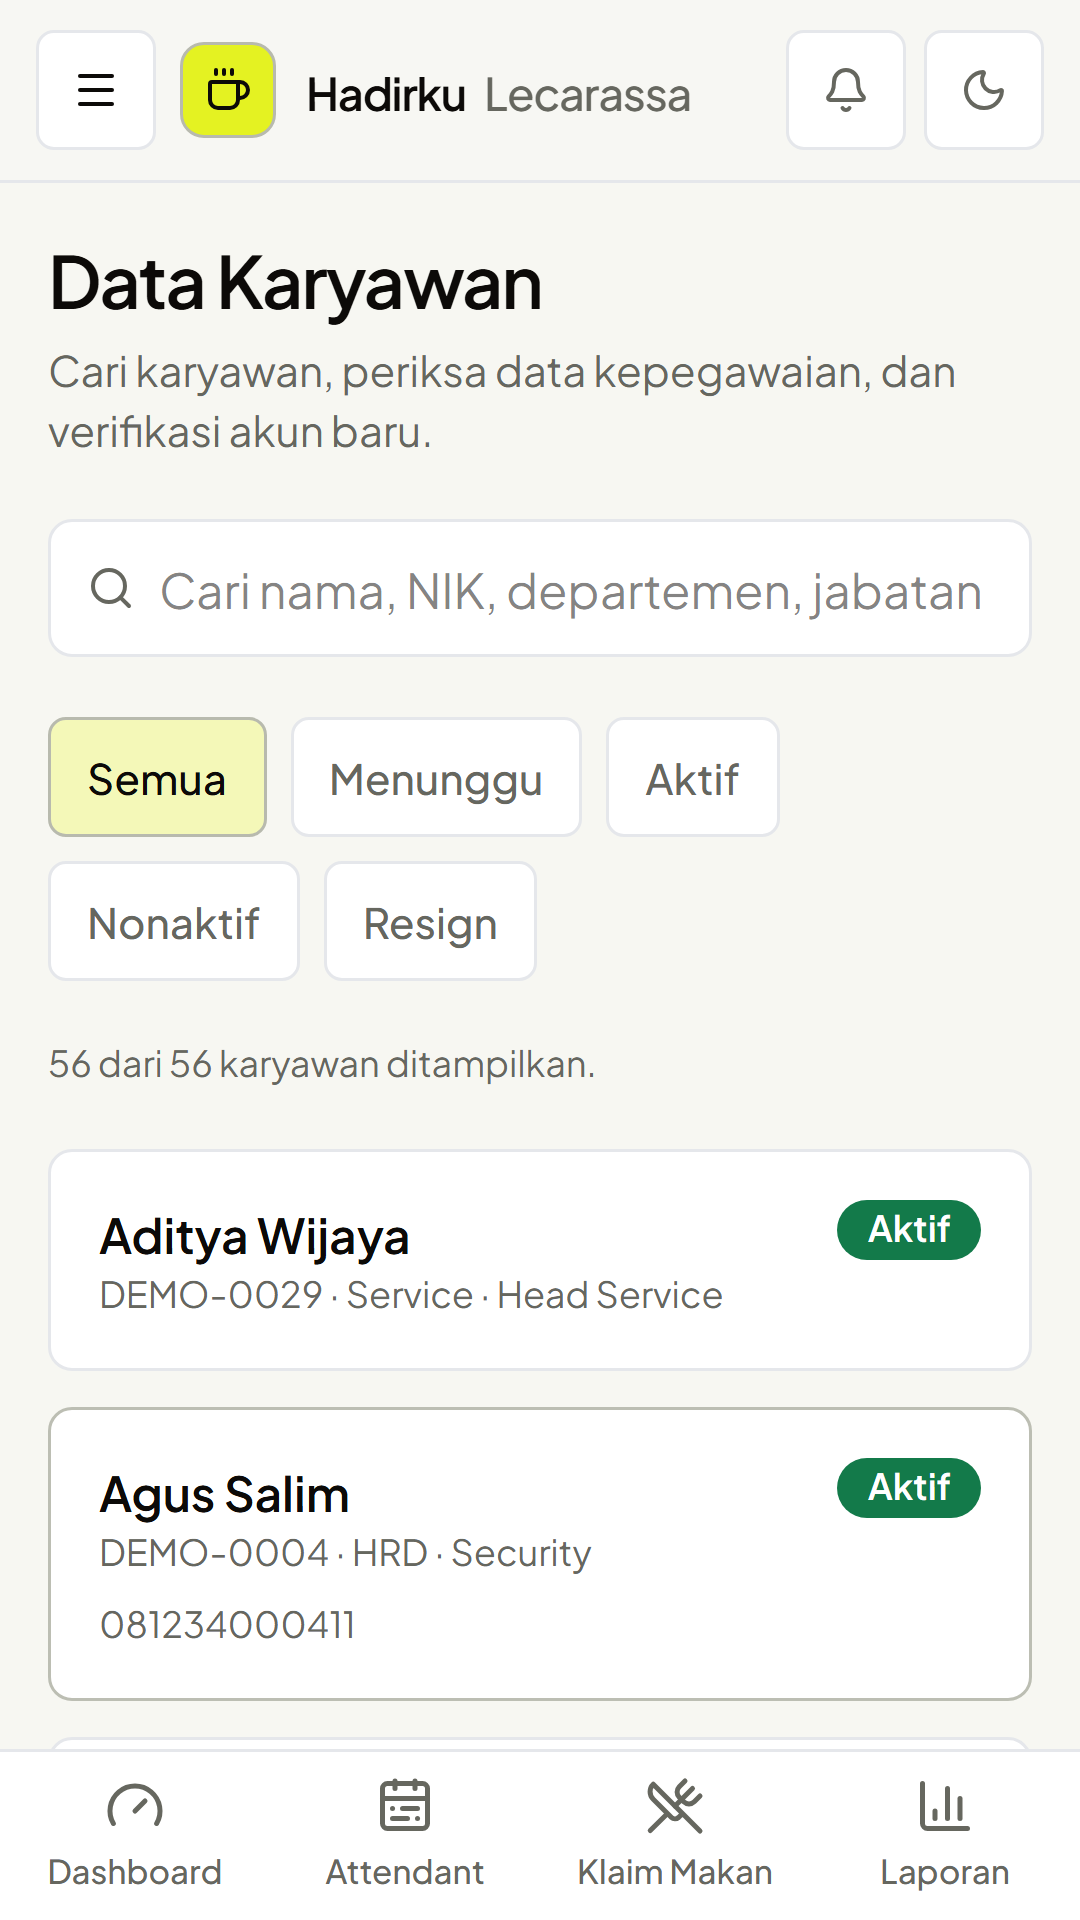 Hadirku Lecarassa
Data Karyawan
Cari karyawan, periksa data kepegawaian, dan
verifikasi akun baru.
Cari nama, NIK, departemen, jabatan
Semua Menunggu Aktif
Nonaktif Resign
56 dari 56 karyawan ditampilkan.
Aditya Wijaya Aktif
DEMO-0029 · Service · Head Service
Agus Salim Aktif
DEMO-0004 · HRD · Security
081234000411
Dashboard Attendant Klaim Makan Laporan